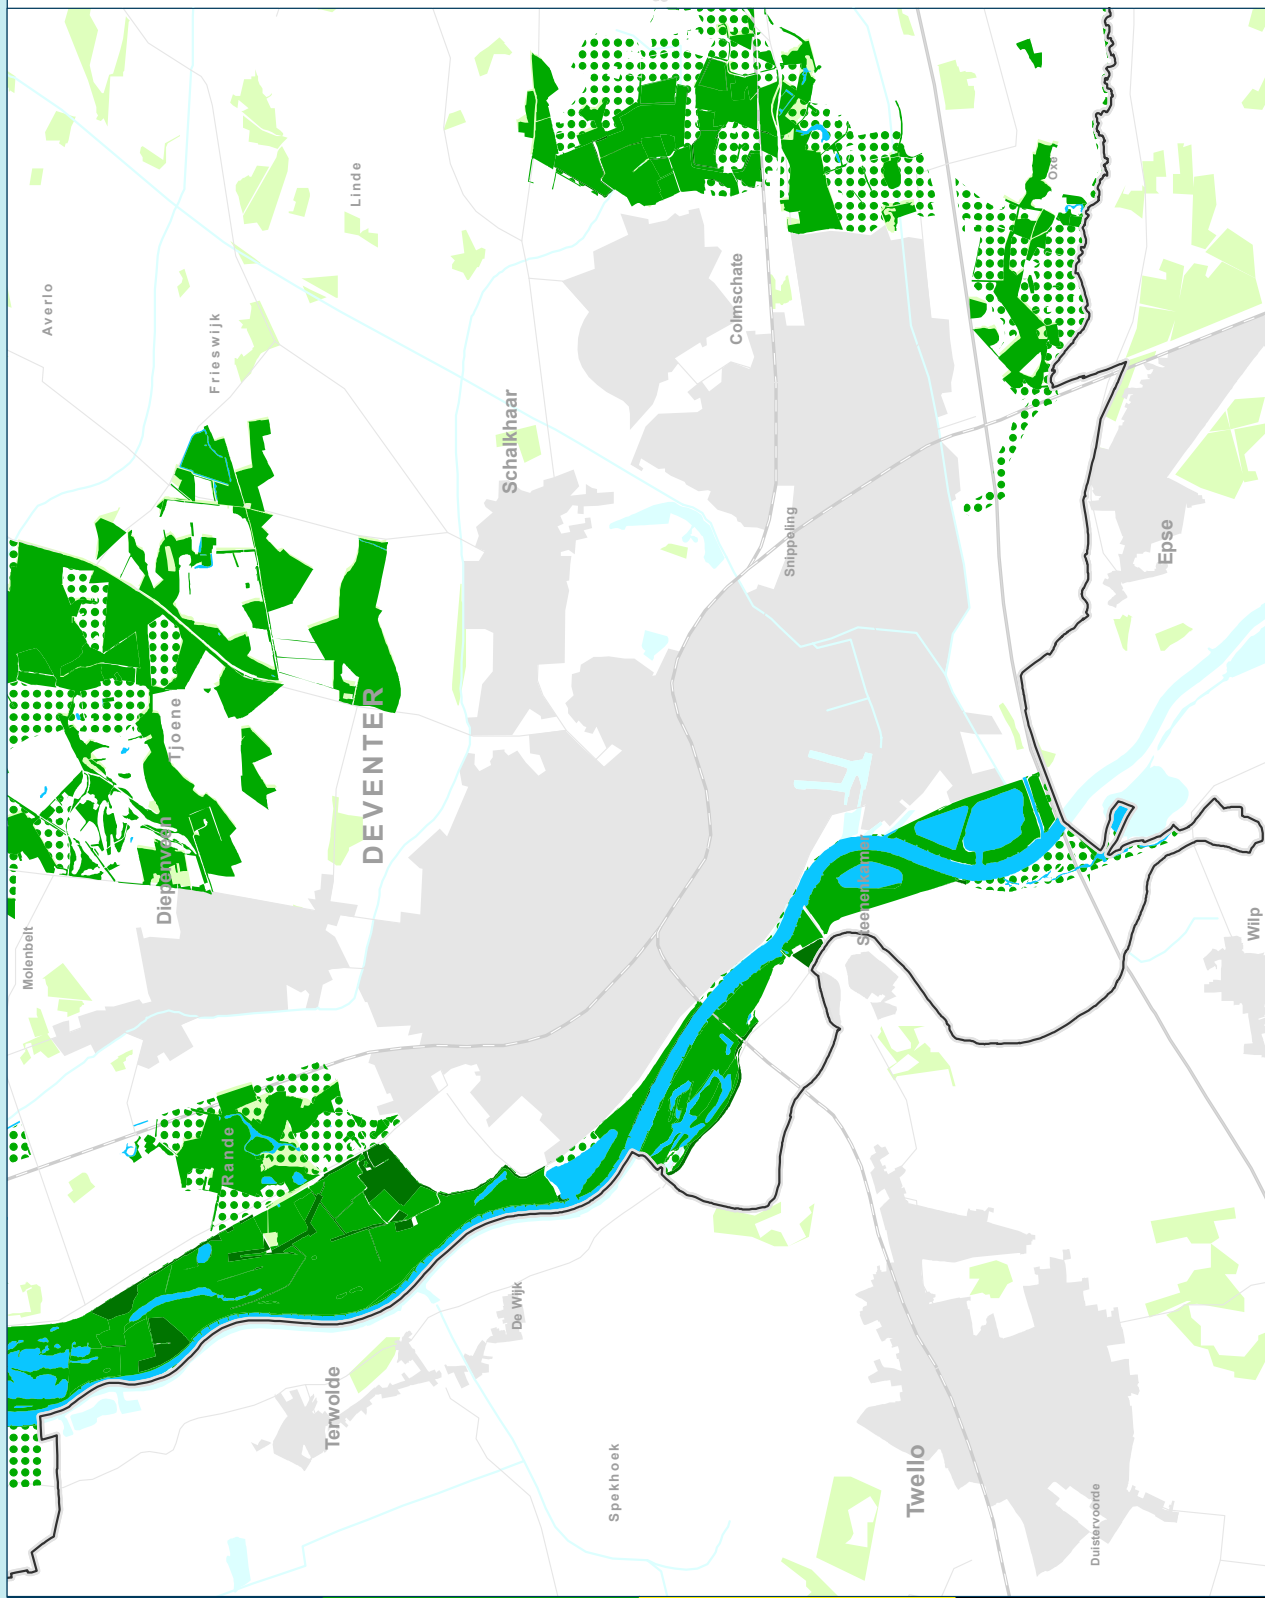 Averlo
Frieswijk
Linde
Oxe
Colmschate
Schalkhaar
Snippeling
Epse
Tjoene
DEVENTER
Diepenveen
Molenbelt
Steenenkamer
Wilp
Rande
De Wijk
Terwolde
Spekhoek
Twello
Duistervoorde